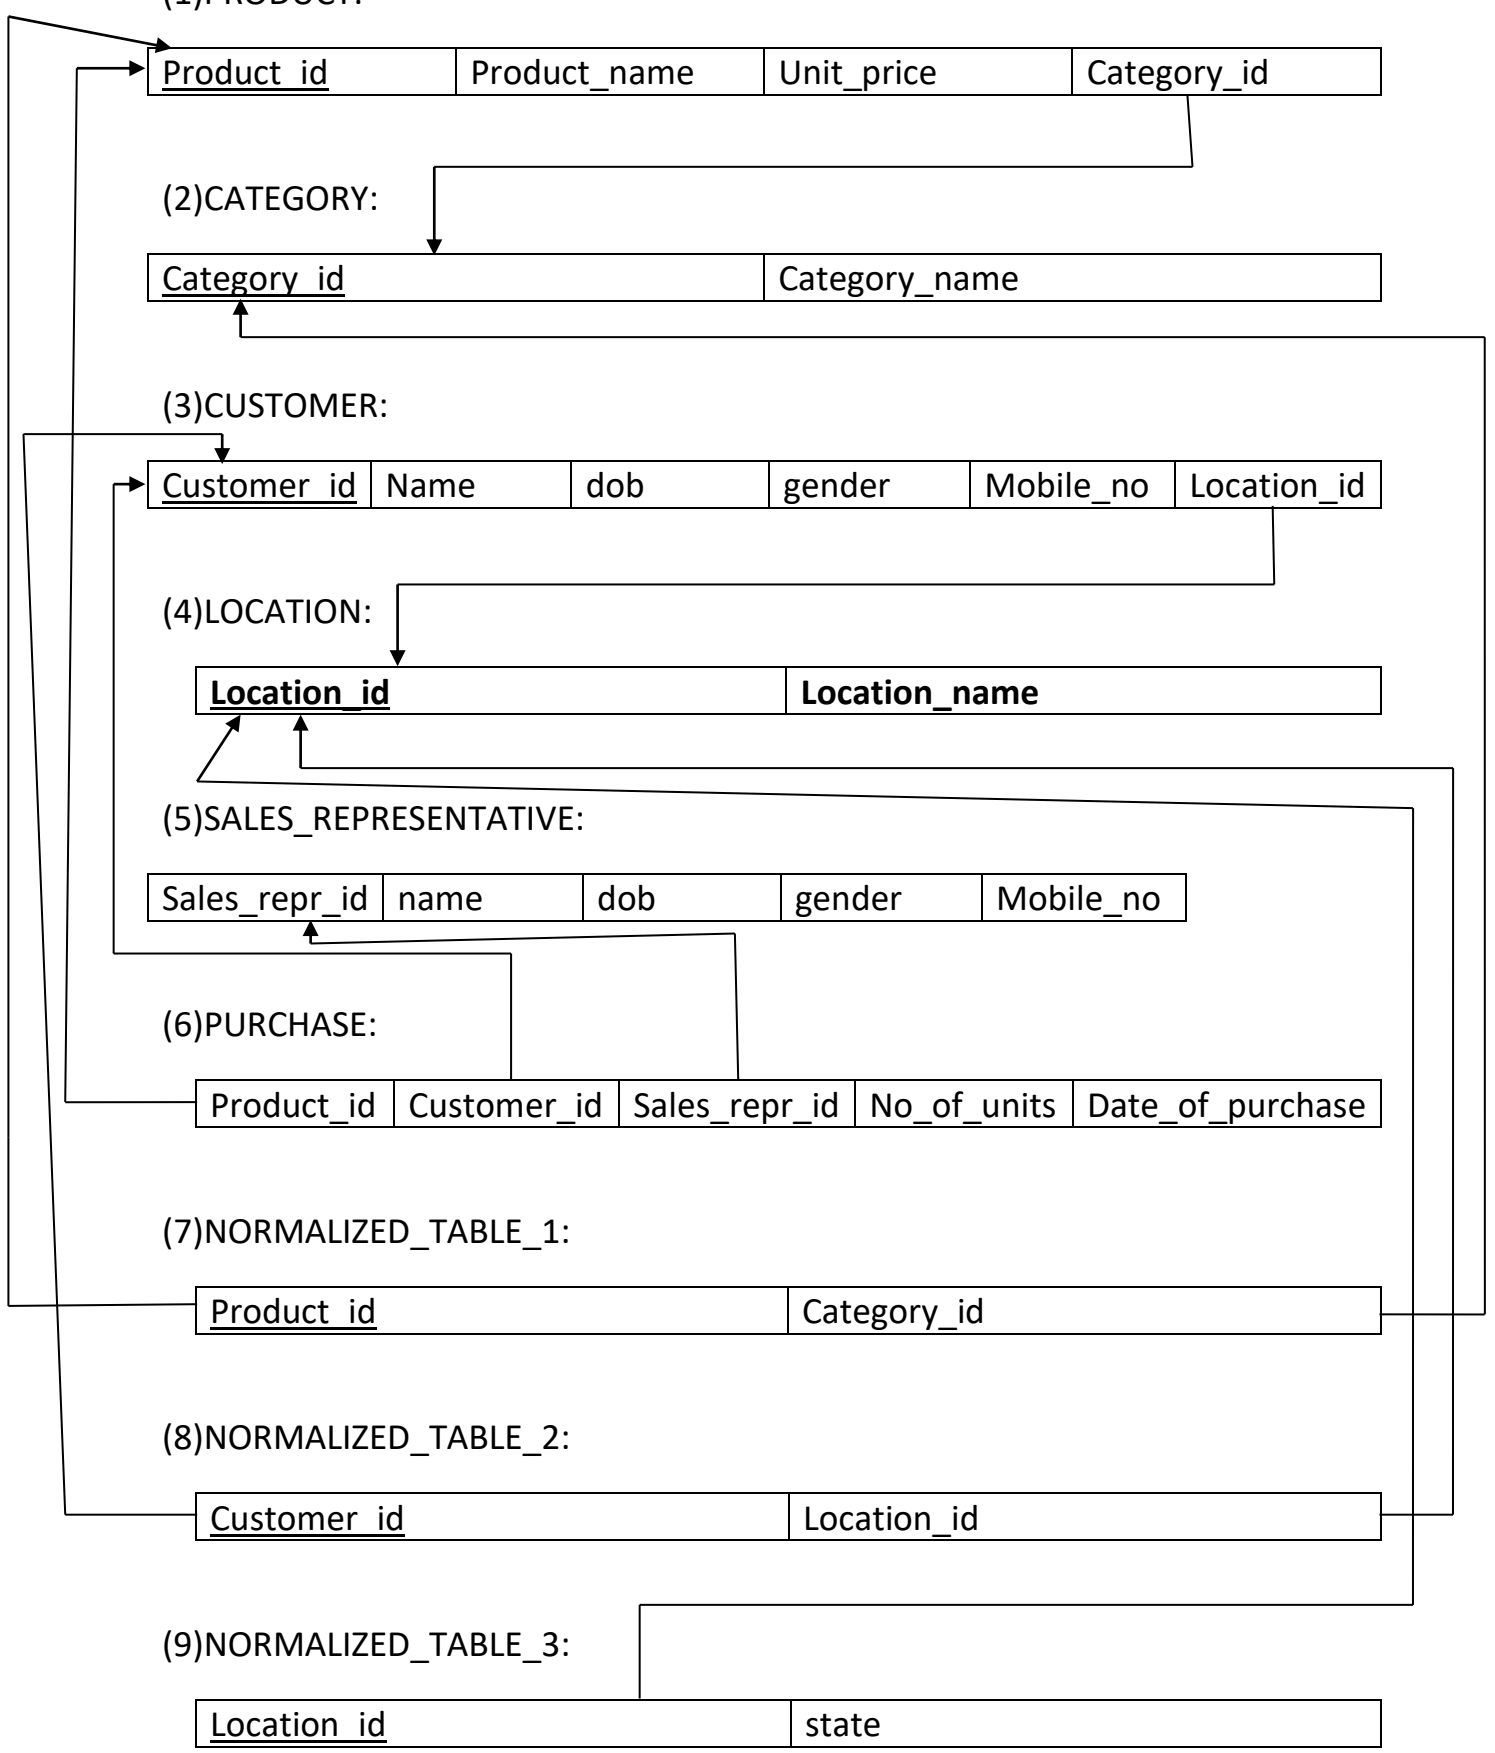 (1)PRODUCT:
Product_id Product_name Unit_price Category_id
(2)CATEGORY:
Category_id Category_name
(3)CUSTOMER:
Customer_id Name dob gender Mobile_no Location_id
(4)LOCATION:
Location_id Location_name
(5)SALES_REPRESENTATIVE:
Sales_repr_id name dob gender Mobile_no
(6)PURCHASE:
Product_id Customer_id Sales_repr_id No_of_units Date_of_purchase
(7)NORMALIZED_TABLE_1:
Product_id Category_id
(8)NORMALIZED_TABLE_2:
Customer_id Location_id
(9)NORMALIZED_TABLE_3:
Location_id state